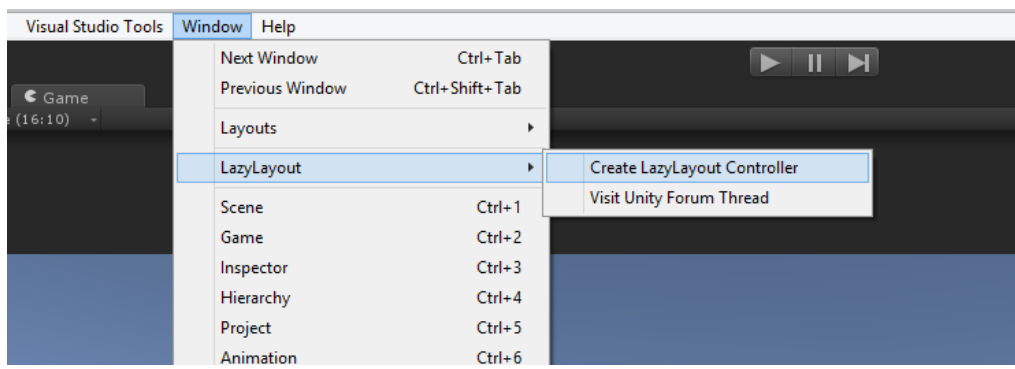 Visual Studio Tools Window Help
Next Window Ctrl+Tab
Previous Window Ctrl+Shift+Tab
Game
(16:10)
Layouts
LazyLayout Create LazyLayout Controller
Visit Unity Forum Thread
Scene Ctrl+1
Game Ctrl+2
Inspector Ctrl+3
Hierarchy Ctrl+4
Project Ctrl+5
Animation Ctrl+6